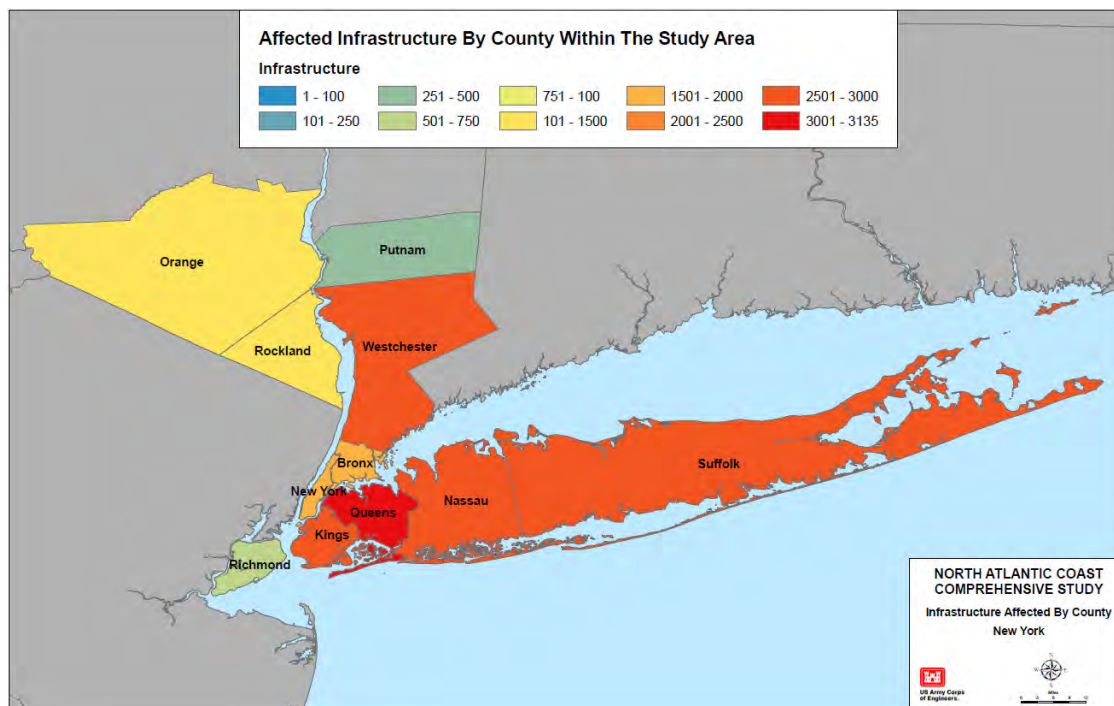 Affected Infrastructure By County Within The Study Area
Infrastructure
1 - 100
251 - 500
751 - 100
1501 - 2000
2501 - 3000
101 - 250
501 - 750
101 - 1500
2001 - 2500
3001 - 3135
Putnam
Orange
Westchester
Rockland
Bronx
Suffolk
New York
Nassau
Queens
Kings
Richmond
NORTH ATLANTIC COAST
COMPREHENSIVE STUDY
Infrastructure Affected By County
New York
N
W
E
S
US Army Corps
of Engineers.
Miles